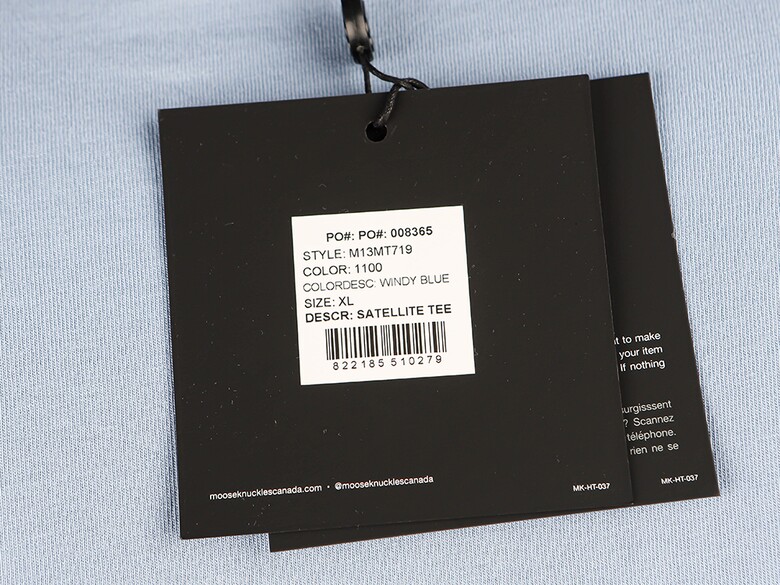 PO#: PO#: 008365
STYLE: M13MT719
COLOR: 1100
COLORDESC: WINDY BLUE
SIZE: XL
DESCR: SATELLITE TEE
822185 510279
mooseknucklescanada.com • @mooseknucklescanada
MK-HT-037
to make
your item
If nothing
? Scannez
téléphone.
rien ne se
MK-HT-037